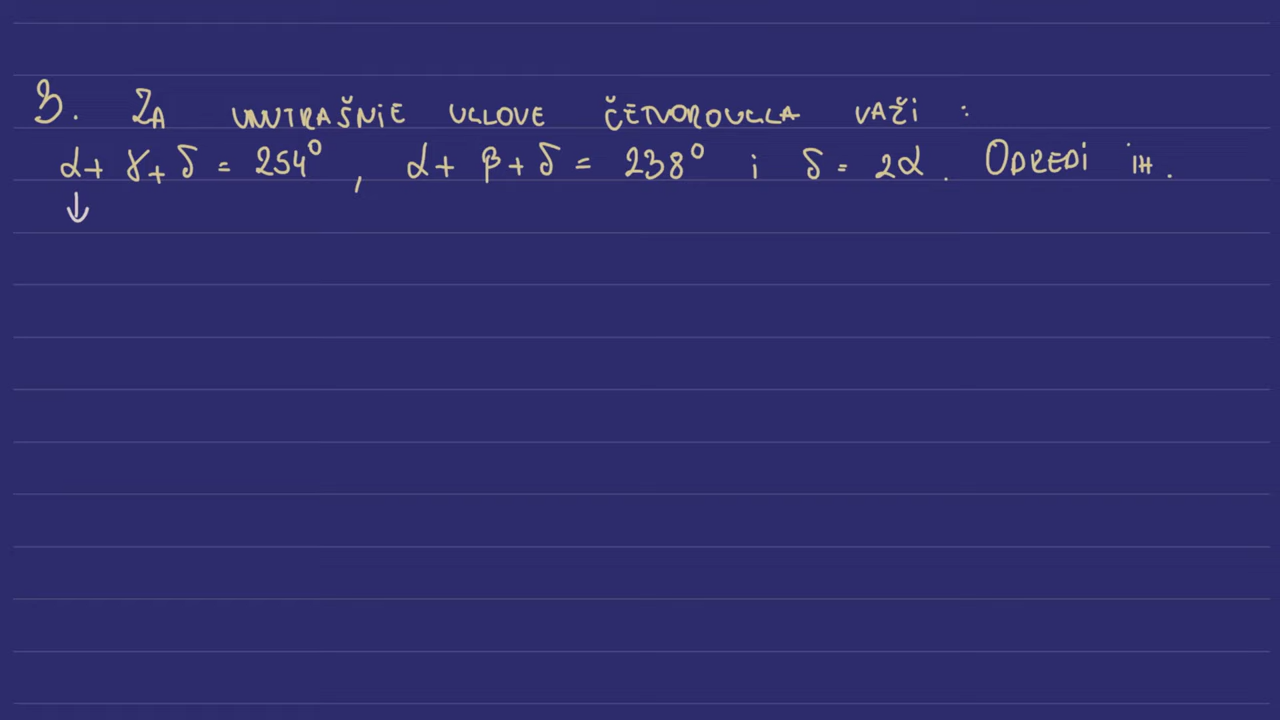 3. ZA UNUTRAŠNJE UGLOVE ČETVOROUGLA VAŽI :
α + γ + δ = 254°, α + β + δ = 238° i δ = 2α. ODREDI IH.
↓